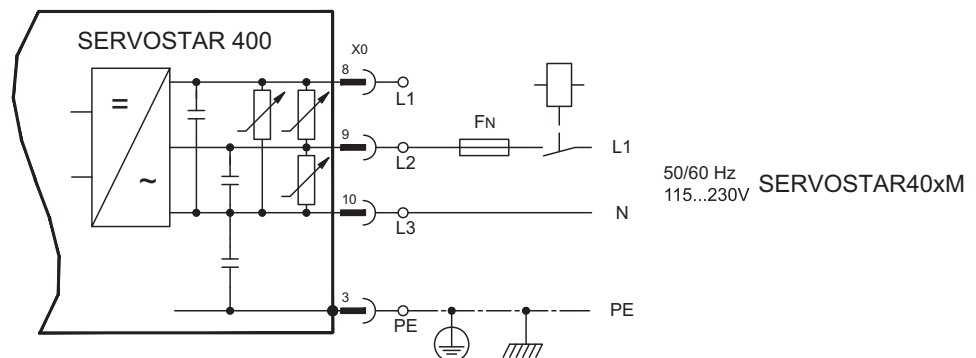 SERVOSTAR 400
X0
8
L1
=
~
9
L2
FN
L1
10
L3
N
50/60 Hz
115...230V
SERVOSTAR40xM
3
PE
PE